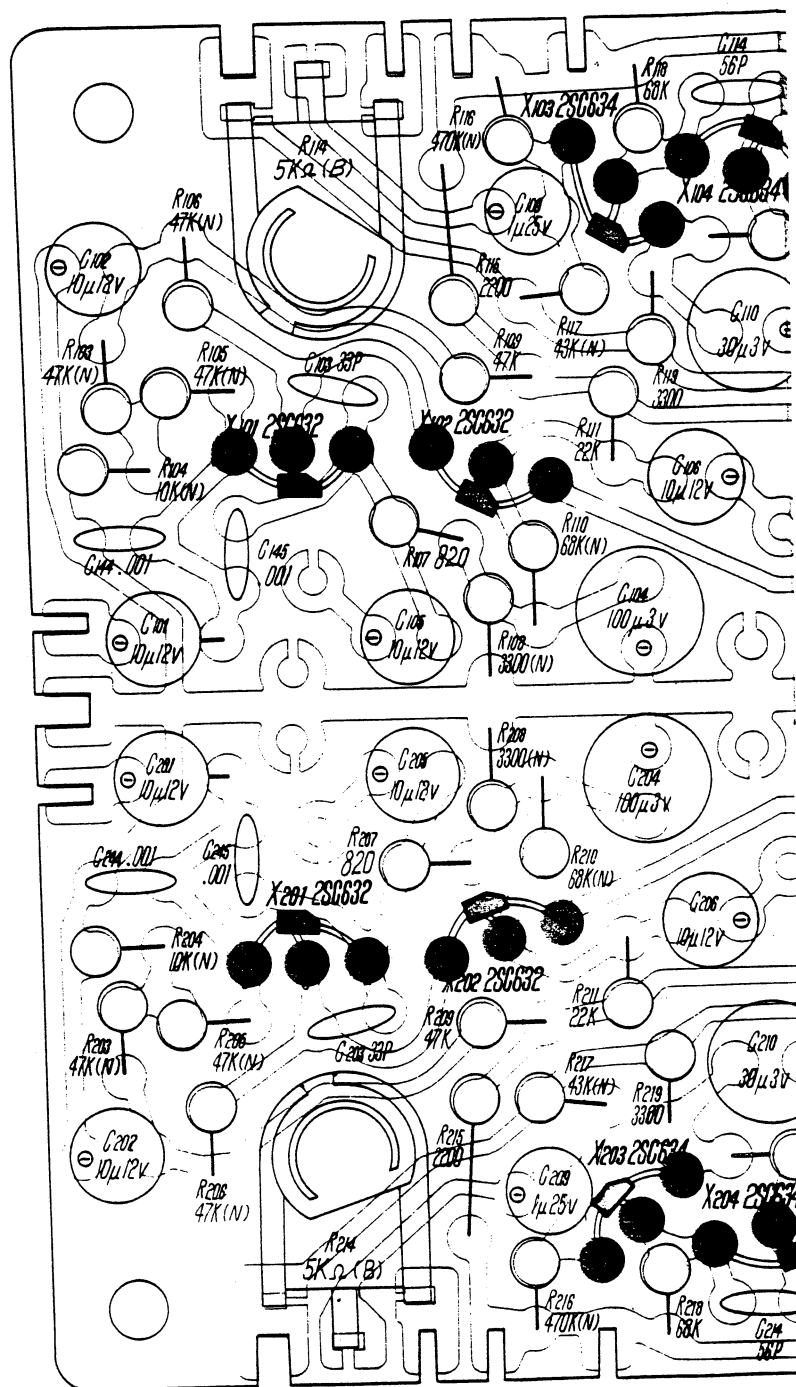 C114
56P
R118
68K
X103 2SC634
R116
470K(N)
R114
5KΩ(B)
X104 2SC634
R106
47K(N)
C109
1μ25V
C102
10μ12V
R115
2200
C110
30μ3V
R103
47K(N)
R105
47K(N)
C103 33P
R109
47K
R117
43K(N)
R119
3300
X101 2SC632
X102 2SC632
R111
22K
R104
10K(N)
C106
10μ12V
C144 .001
C145
.001
R107 820
R110
68K(N)
C104
100μ3V
C101
10μ12V
C105
10μ12V
R108
3300(N)
R208
3300(N)
C201
10μ12V
C205
10μ12V
C204
100μ3V
C244 .001
C245
.001
R207
820
R210
68K(N)
X201 2SC632
C206
10μ12V
R204
10K(N)
X202 2SC632
R211
22K
R203
47K(N)
47K(N)
C203 33P
R209
47K
R217
43K(N)
R219
3300
C210
30μ3V
C202
10μ12V
R206
47K(N)
R215
2200
X203 2SC634
C209
1μ25V
X204 2SC634
R214
5KΩ(B)
R216
470K(N)
R218
68K
C214
56P